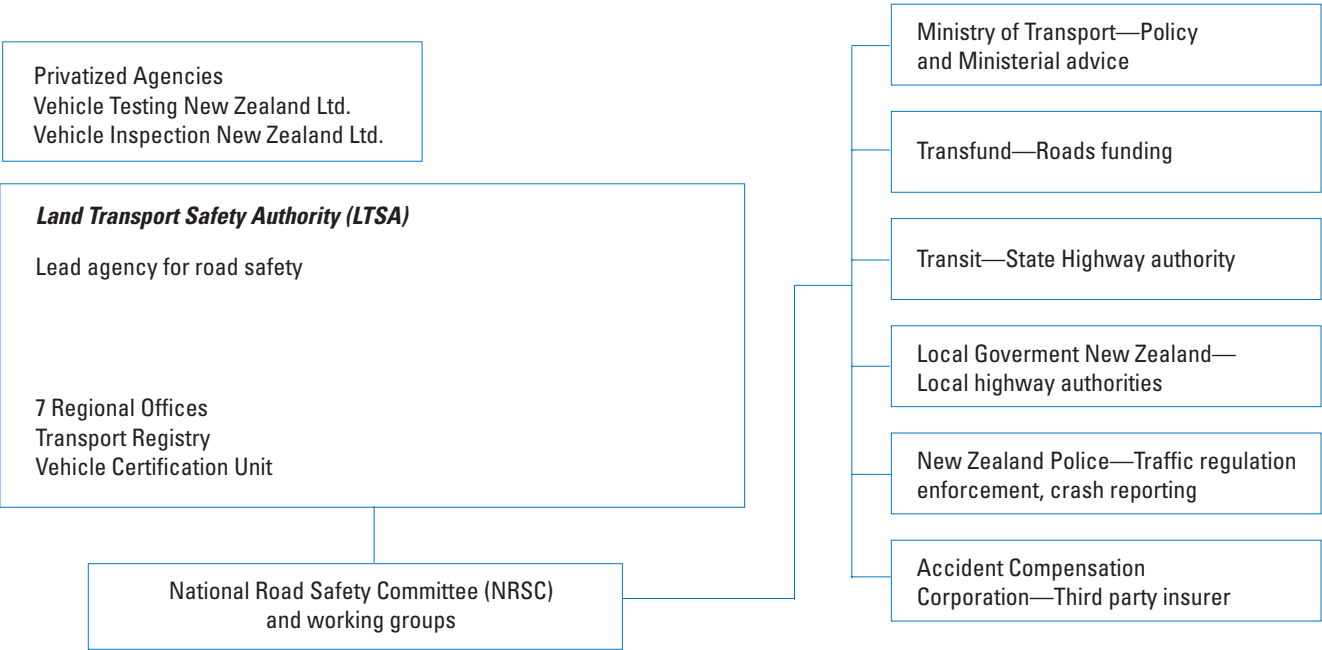 Privatized Agencies
Vehicle Testing New Zealand Ltd.
Vehicle Inspection New Zealand Ltd.
Land Transport Safety Authority (LTSA)
Lead agency for road safety
7 Regional Offices
Transport Registry
Vehicle Certification Unit
National Road Safety Committee (NRSC)
and working groups
Ministry of Transport—Policy
and Ministerial advice
Transfund—Roads funding
Transit—State Highway authority
Local Goverment New Zealand—
Local highway authorities
New Zealand Police—Traffic regulation
enforcement, crash reporting
Accident Compensation
Corporation—Third party insurer